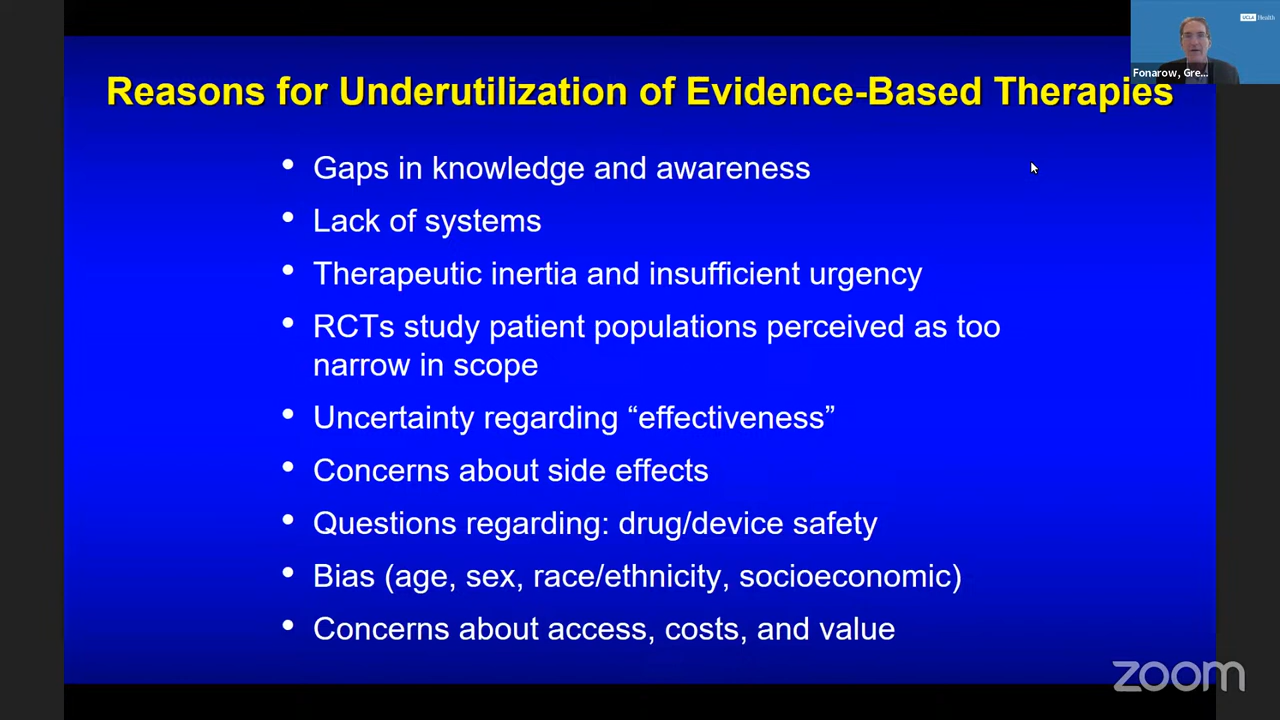 UCLA Health
Fonarow, Gre...
Reasons for Underutilization of Evidence-Based Therapies
• Gaps in knowledge and awareness
• Lack of systems
• Therapeutic inertia and insufficient urgency
• RCTs study patient populations perceived as too
narrow in scope
• Uncertainty regarding “effectiveness”
• Concerns about side effects
• Questions regarding: drug/device safety
• Bias (age, sex, race/ethnicity, socioeconomic)
• Concerns about access, costs, and value
zoom